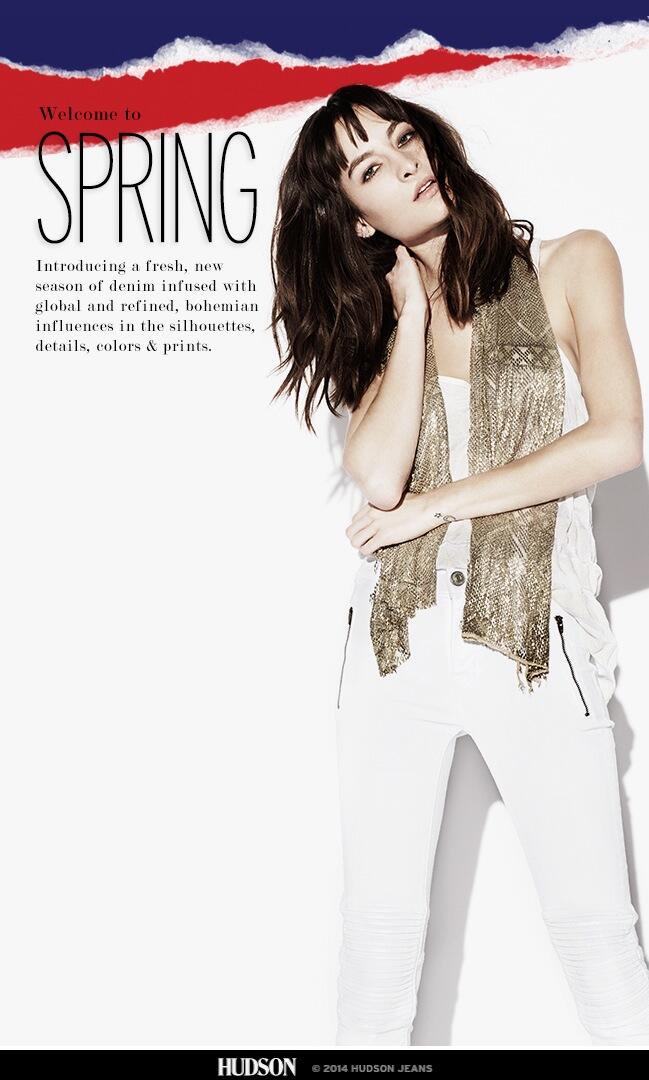 Welcome to
SPRING
Introducing a fresh, new
season of denim infused with
global and refined, bohemian
influences in the silhouettes,
details, colors & prints.
HUDSON © 2014 HUDSON JEANS